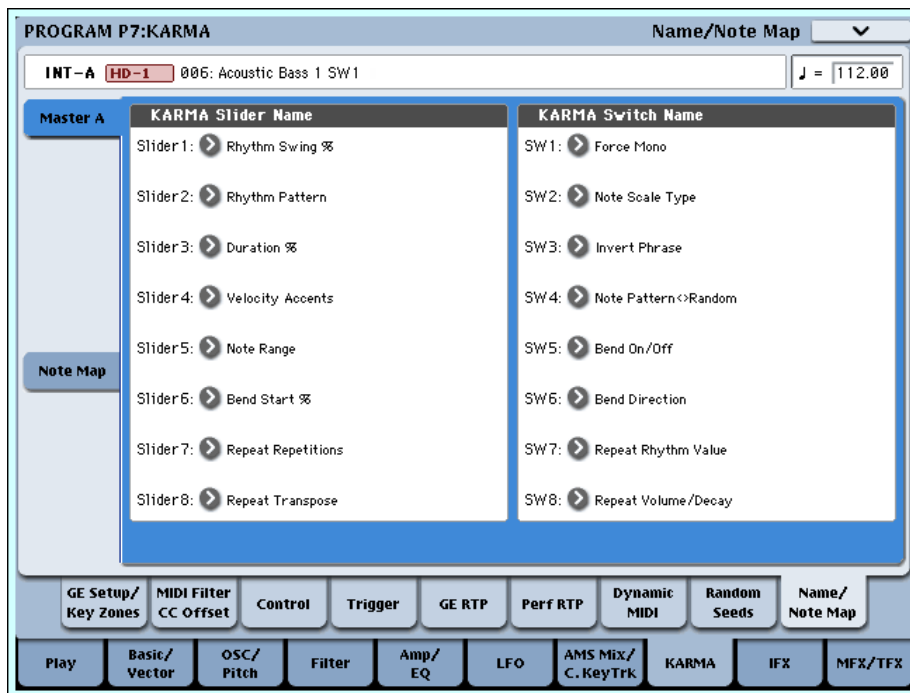 PROGRAM P7:KARMA
Name/Note Map
INT-A HD-1 006: Acoustic Bass 1 SW1
♩ = 112.00
Master A
Note Map
KARMA Slider Name
Slider1: Rhythm Swing %
Slider2: Rhythm Pattern
Slider3: Duration %
Slider4: Velocity Accents
Slider5: Note Range
Slider6: Bend Start %
Slider7: Repeat Repetitions
Slider8: Repeat Transpose
KARMA Switch Name
SW1: Force Mono
SW2: Note Scale Type
SW3: Invert Phrase
SW4: Note Pattern<>Random
SW5: Bend On/Off
SW6: Bend Direction
SW7: Repeat Rhythm Value
SW8: Repeat Volume/Decay
GE Setup/
Key Zones
MIDI Filter
CC Offset
Control
Trigger
GE RTP
Perf RTP
Dynamic
MIDI
Random
Seeds
Name/
Note Map
Play
Basic/
Vector
OSC/
Pitch
Filter
Amp/
EQ
LFO
AMS Mix/
C.KeyTrk
KARMA
IFX
MFX/TFX